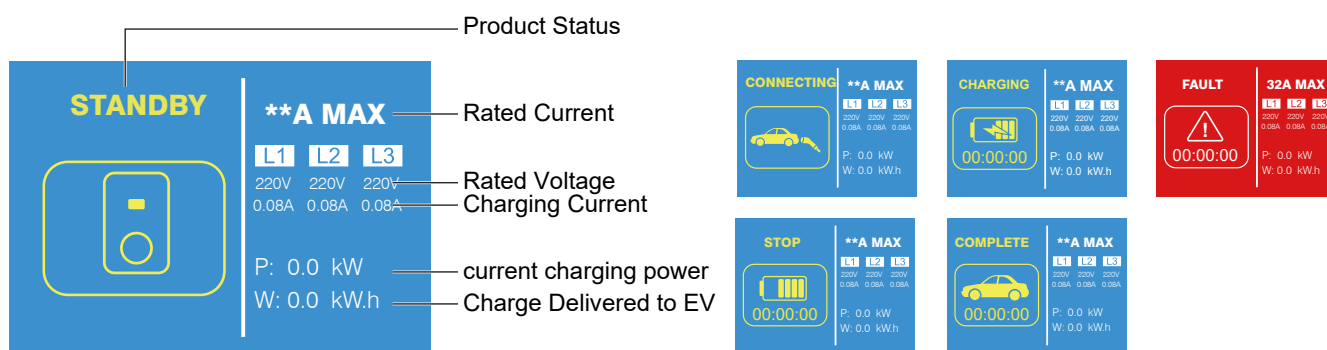 Product Status
STANDBY
**A MAX
Rated Current
L1 L2 L3
220V 220V 220V
Rated Voltage
0.08A 0.08A 0.08A
Charging Current
P: 0.0 kW
current charging power
W: 0.0 kW.h
Charge Delivered to EV
CONNECTING
**A MAX
L1 L2 L3
220V 220V 220V
0.08A 0.08A 0.08A
P: 0.0 kW
W: 0.0 kW.h
CHARGING
00:00:00
**A MAX
L1 L2 L3
220V 220V 220V
0.08A 0.08A 0.08A
P: 0.0 kW
W: 0.0 kW.h
FAULT
00:00:00
32A MAX
L1 L2 L3
220V 220V 220V
0.08A 0.08A 0.08A
P: 0.0 kW
W: 0.0 kW.h
STOP
00:00:00
**A MAX
L1 L2 L3
220V 220V 220V
0.08A 0.08A 0.08A
P: 0.0 kW
W: 0.0 kW.h
COMPLETE
00:00:00
**A MAX
L1 L2 L3
220V 220V 220V
0.08A 0.08A 0.08A
P: 0.0 kW
W: 0.0 kW.h